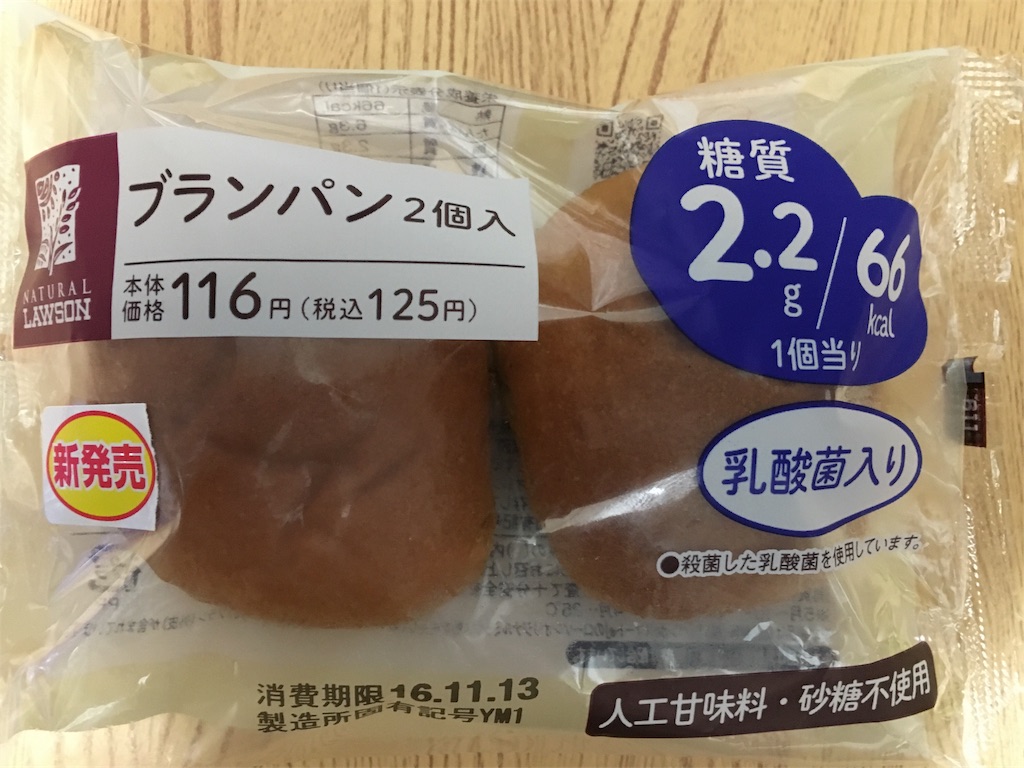 NATURAL
LAWSON
ブランパン2個入
本体
価格116円(税込125円)
糖質
2.2g/66kcal
1個当り
新発売
乳酸菌入り
●殺菌した乳酸菌を使用しています。
消費期限16.11.13
製造所固有記号YM1
人工甘味料・砂糖不使用